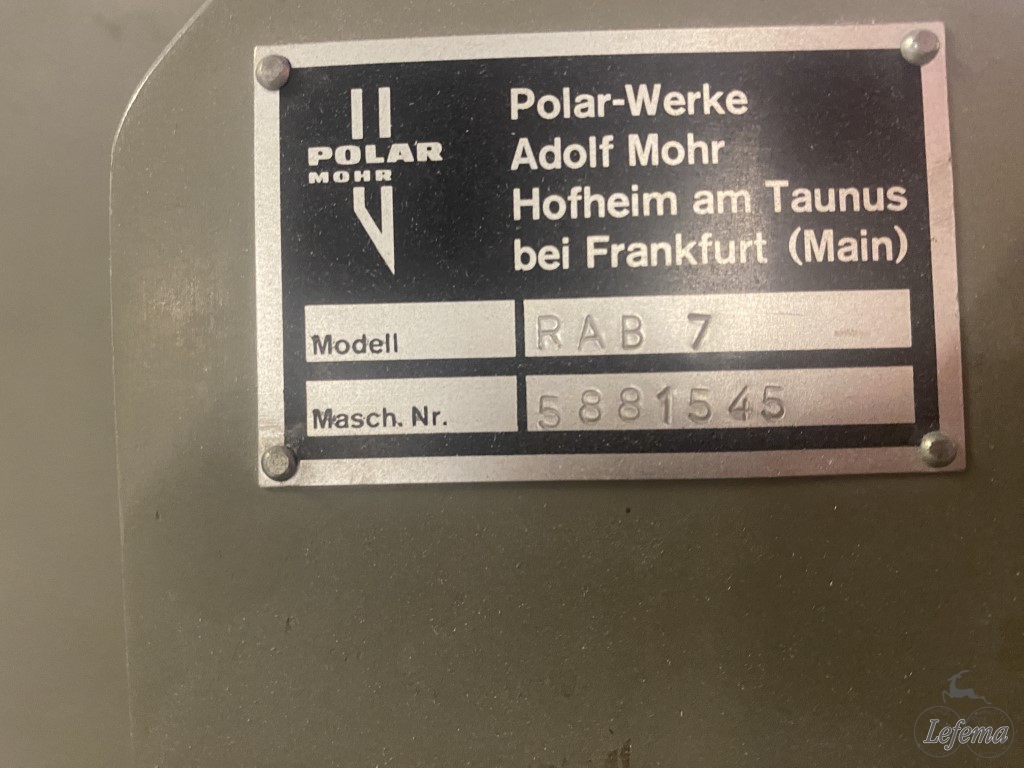 POLAR
MOHR
Polar-Werke
Adolf Mohr
Hofheim am Taunus
bei Frankfurt (Main)
Modell RAB 7
Masch. Nr. 5881545
Lefema